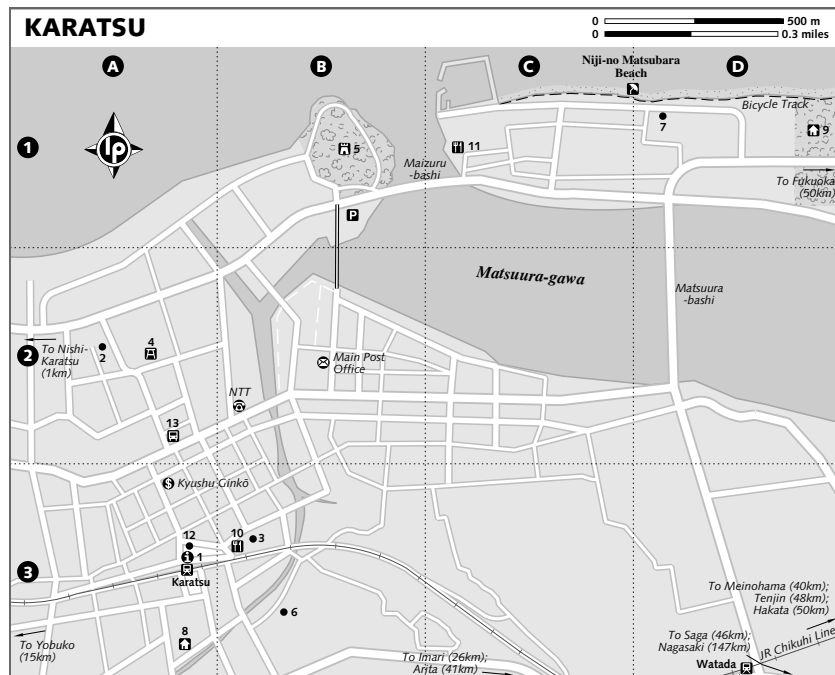 KARATSU
0 500 m
0 0.3 miles
A
B
C
D
Niji-no Matsubara
Beach
Bicycle Track
1
lp
5
11
7
9
Maizuru
-bashi
To Fukuoka
(50km)
P
Matsuura-gawa
Matsuura
-bashi
2
To Nishi-
Karatsu
(1km)
2
4
Main Post
Office
NTT
13
$ Kyushu Ginkō
3
12
10
3
1
Karatsu
6
8
To Yobuko
(15km)
To Imari (26km);
Arita (41km)
To Meinohama (40km);
Tenjin (48km);
Hakata (50km)
To Saga (46km);
Nagasaki (147km)
JR Chikuhi Line
Watada